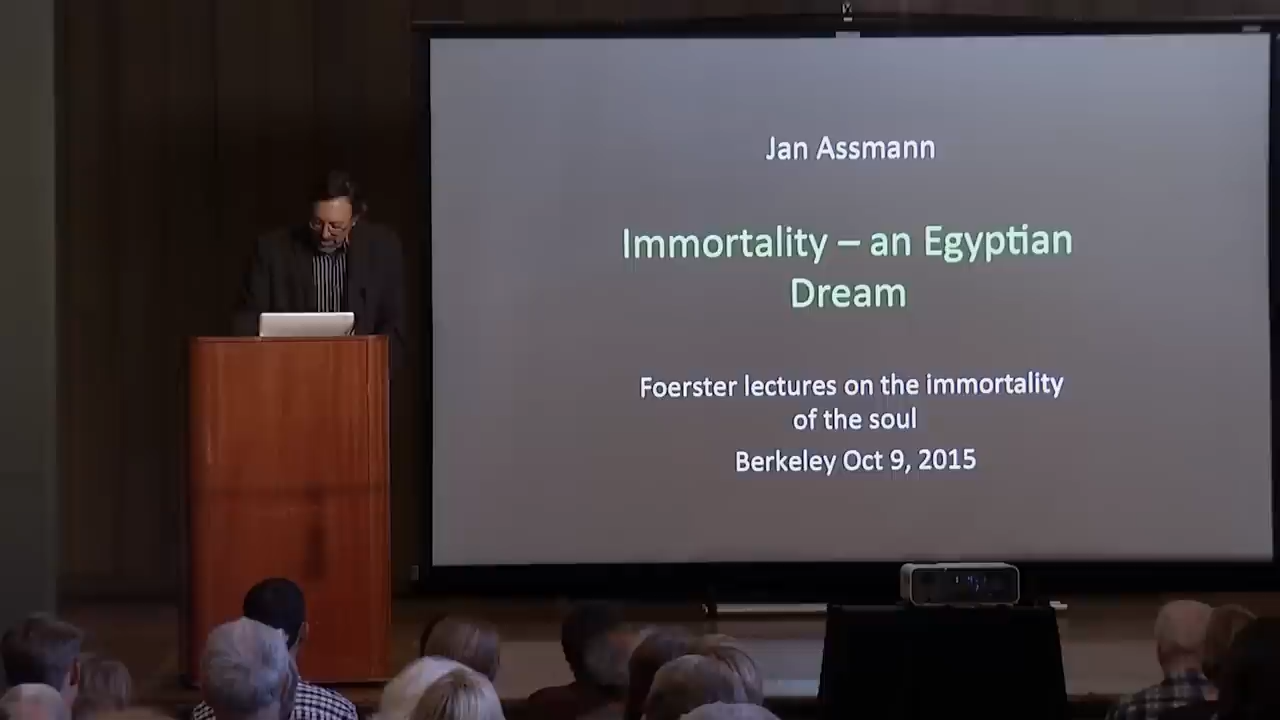 Jan Assmann
Immortality – an Egyptian
Dream
Foerster lectures on the immortality
of the soul
Berkeley Oct 9, 2015